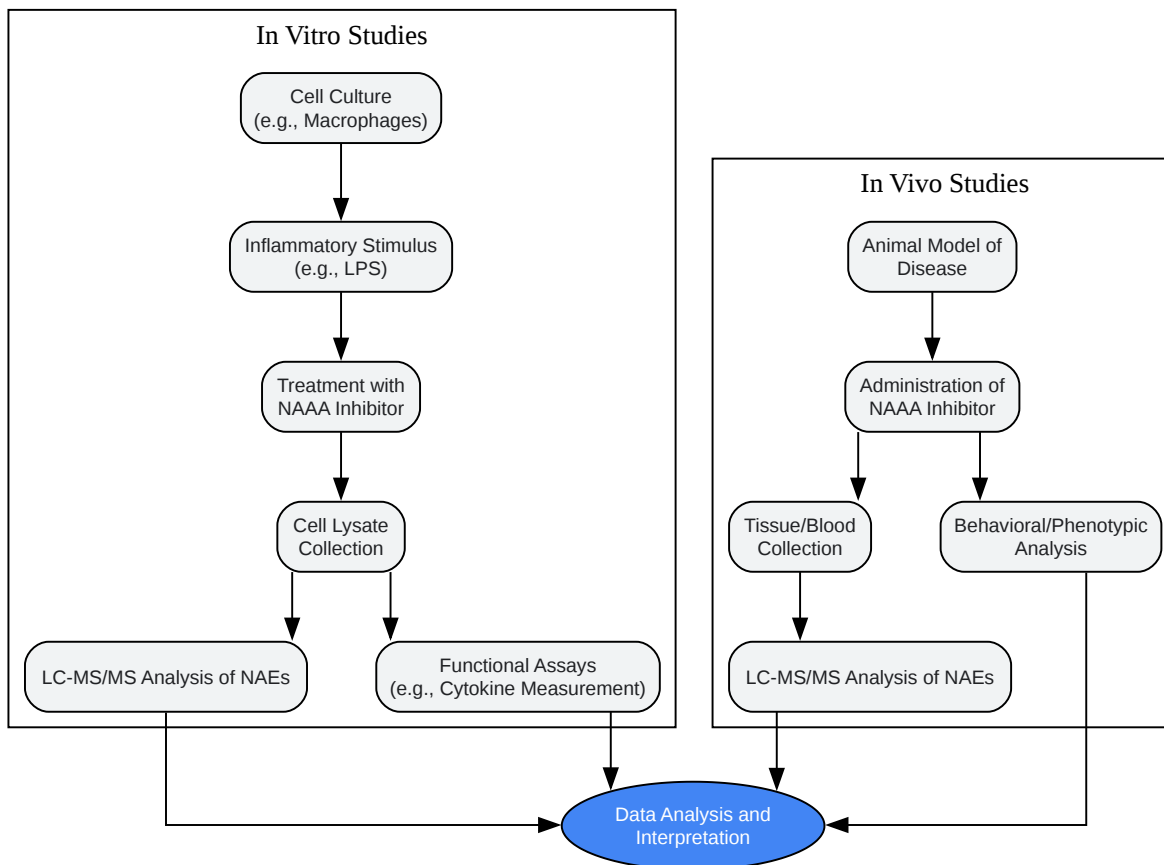 In Vitro Studies
Cell Culture
(e.g., Macrophages)
Inflammatory Stimulus
(e.g., LPS)
Treatment with
NAAA Inhibitor
Cell Lysate
Collection
LC-MS/MS Analysis of NAEs
Functional Assays
(e.g., Cytokine Measurement)
In Vivo Studies
Animal Model of
Disease
Administration of
NAAA Inhibitor
Tissue/Blood
Collection
Behavioral/Phenotypic
Analysis
LC-MS/MS Analysis of NAEs
Data Analysis and
Interpretation